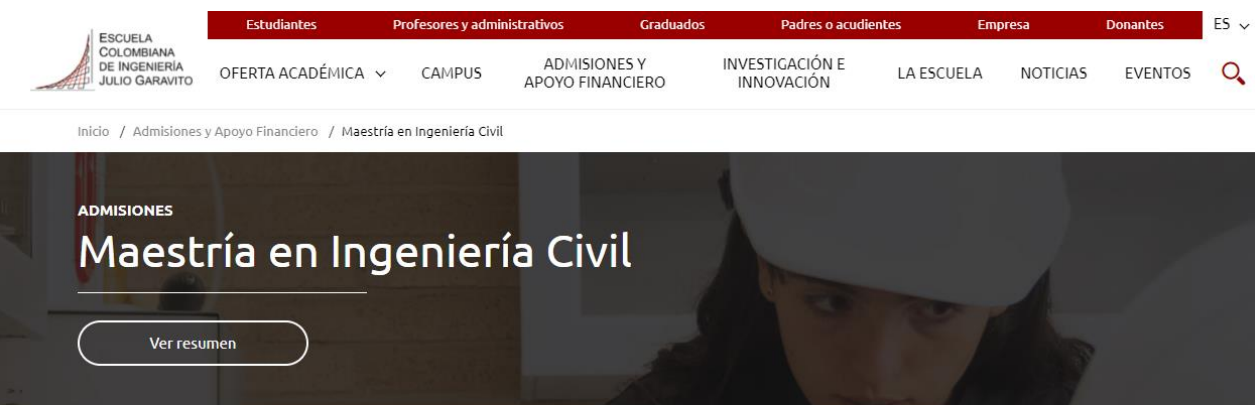 ESCUELA
COLOMBIANA
DE INGENIERÍA
JULIO GARAVITO
Estudiantes Profesores y administrativos Graduados Padres o acudientes Empresa Donantes ES
OFERTA ACADÉMICA CAMPUS ADMISIONES Y APOYO FINANCIERO INVESTIGACIÓN E INNOVACIÓN LA ESCUELA NOTICIAS EVENTOS
Inicio / Admisiones y Apoyo Financiero / Maestría en Ingeniería Civil
ADMISIONES
Maestría en Ingeniería Civil
Ver resumen